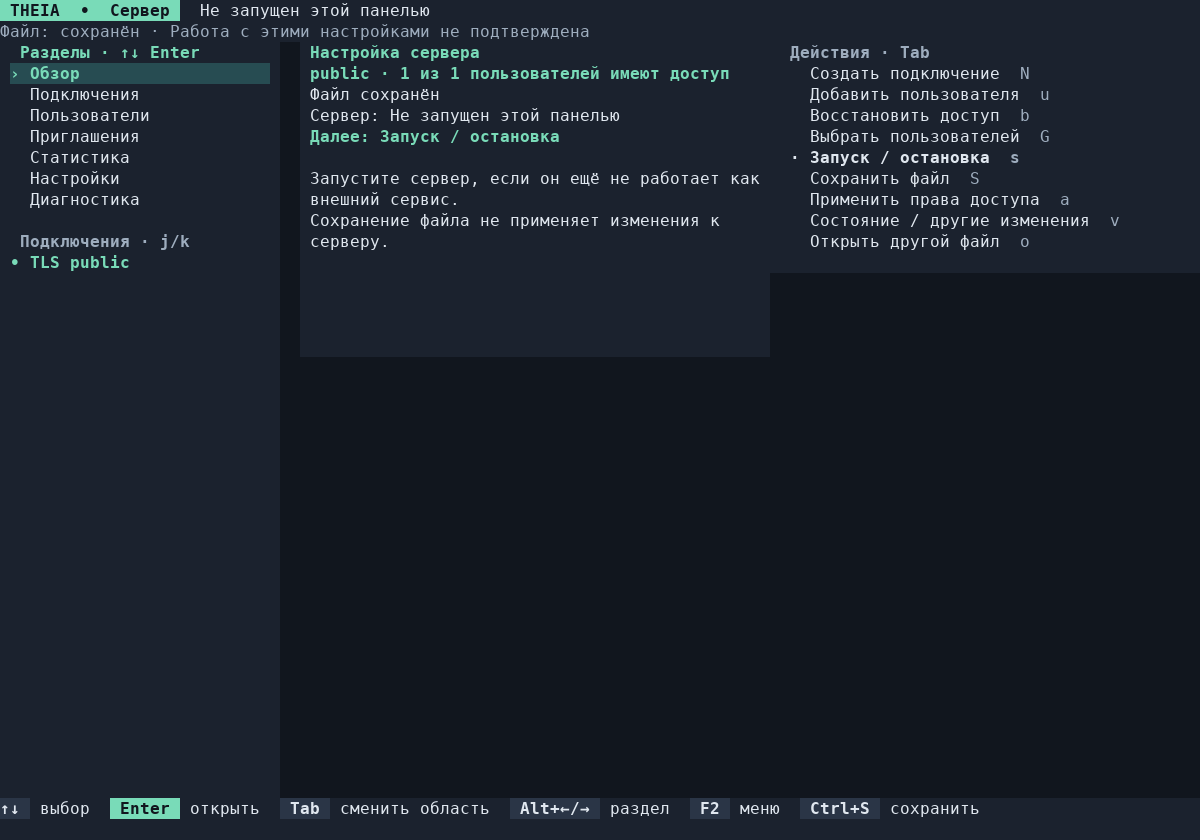 THEIA • Сервер Не запущен этой панелью
Файл: сохранён · Работа с этими настройками не подтверждена
Разделы · ↑↓ Enter
› Обзор
Подключения
Пользователи
Приглашения
Статистика
Настройки
Диагностика
Подключения · j/k
• TLS public
Настройка сервера
public · 1 из 1 пользователей имеют доступ
Файл сохранён
Сервер: Не запущен этой панелью
Далее: Запуск / остановка
Запустите сервер, если он ещё не работает как
внешний сервис.
Сохранение файла не применяет изменения к
серверу.
Действия · Tab
Создать подключение N
Добавить пользователя u
Восстановить доступ b
Выбрать пользователей G
· Запуск / остановка s
Сохранить файл S
Применить права доступа a
Состояние / другие изменения v
Открыть другой файл o
↑↓ выбор Enter открыть Tab сменить область Alt+←/→ раздел F2 меню Ctrl+S сохранить